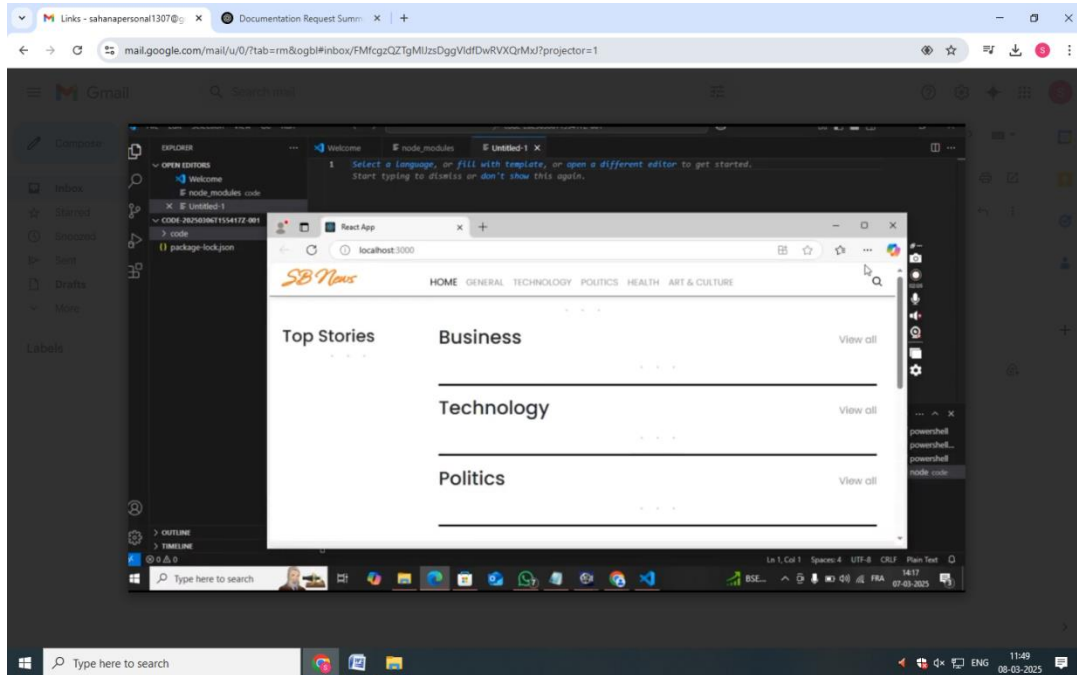 Links - sahanapersonal1307@g
Documentation Request Summ
mail.google.com/mail/u/0/?tab=rm&ogbl#inbox/FMfcgzQZTgMlJzsDggVldfDwRVXQrMxJ?projector=1
S
Gmail
Search mail
Compose
Inbox
Starred
Snoozed
Sent
Drafts
More
Labels
EXPLORER
Welcome
node_modules
Untitled-1
OPEN EDITORS
Welcome
node_modules code
Untitled-1
CODE-20250306T155417Z-001
code
package-lock.json
1 Select a language, or fill with template, or open a different editor to get started.
Start typing to dismiss or don't show this again.
React App
localhost:3000
SB News
HOME GENERAL TECHNOLOGY POLITICS HEALTH ART & CULTURE
Top Stories
Business View all
Technology View all
Politics View all
powershell
powershell...
powershell
node code
OUTLINE
TIMELINE
0 0
Ln 1, Col 1 Spaces: 4 UTF-8 CRLF Plain Text
Type here to search
BSE...
FRA
14:17
07-03-2025
Type here to search
ENG
11:49
08-03-2025